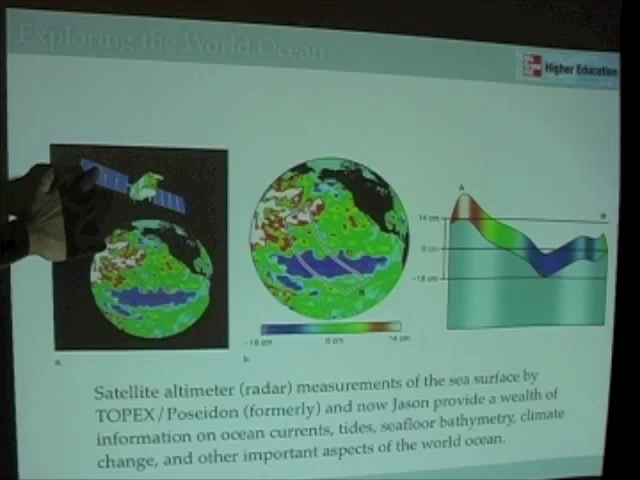 Exploring the World Ocean
Higher Education
A
B
14 cm
0 cm
-18 cm
B
-18 cm
0 cm
14 cm
a.
b.
Satellite altimeter (radar) measurements of the sea surface by
TOPEX/Poseidon (formerly) and now Jason provide a wealth of
information on ocean currents, tides, seafloor bathymetry, climate
change, and other important aspects of the world ocean.